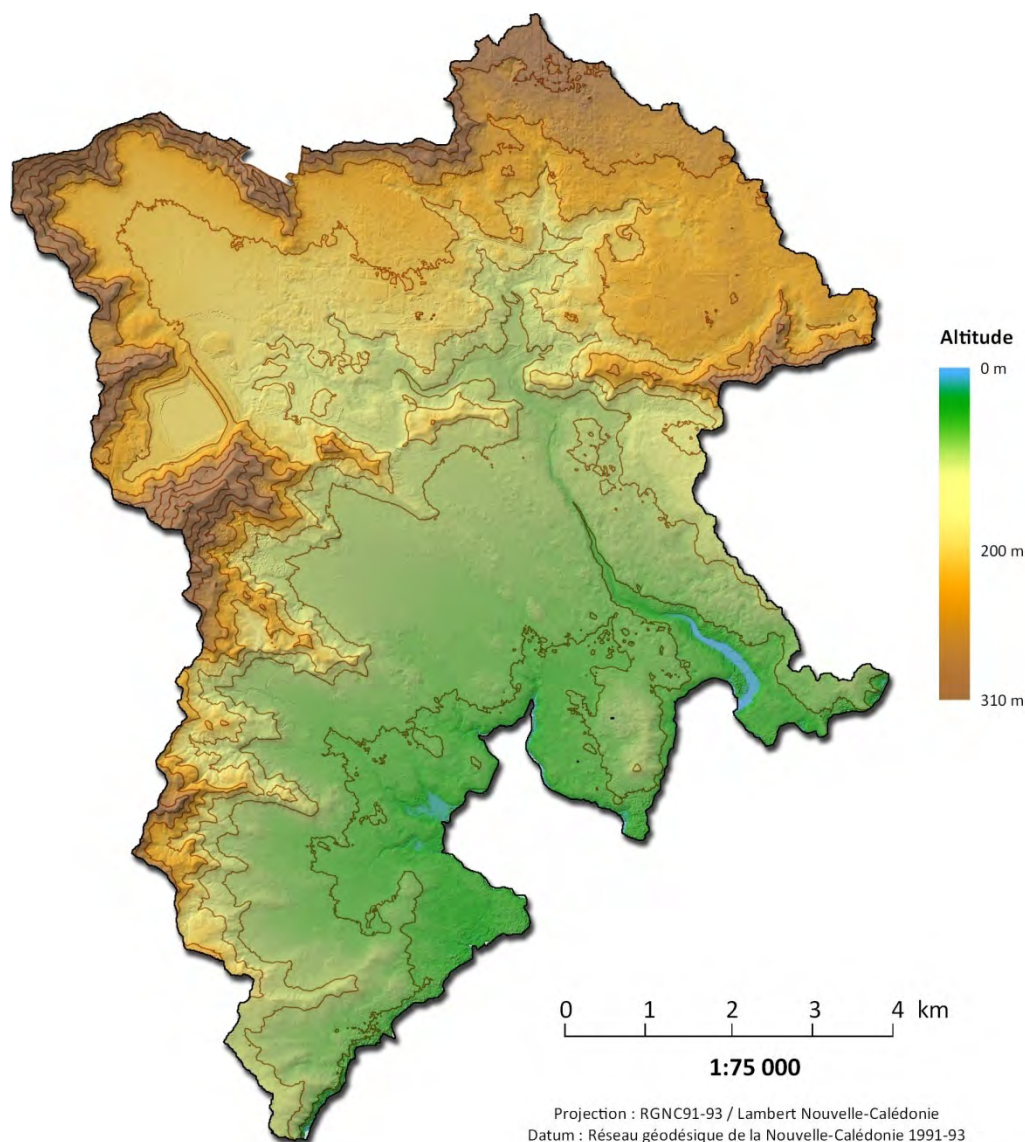 Altitude
0 m
200 m
310 m
0 1 2 3 4 km
1:75 000
Projection : RGNC91-93 / Lambert Nouvelle-Calédonie
Datum : Réseau géodésique de la Nouvelle-Calédonie 1991-93